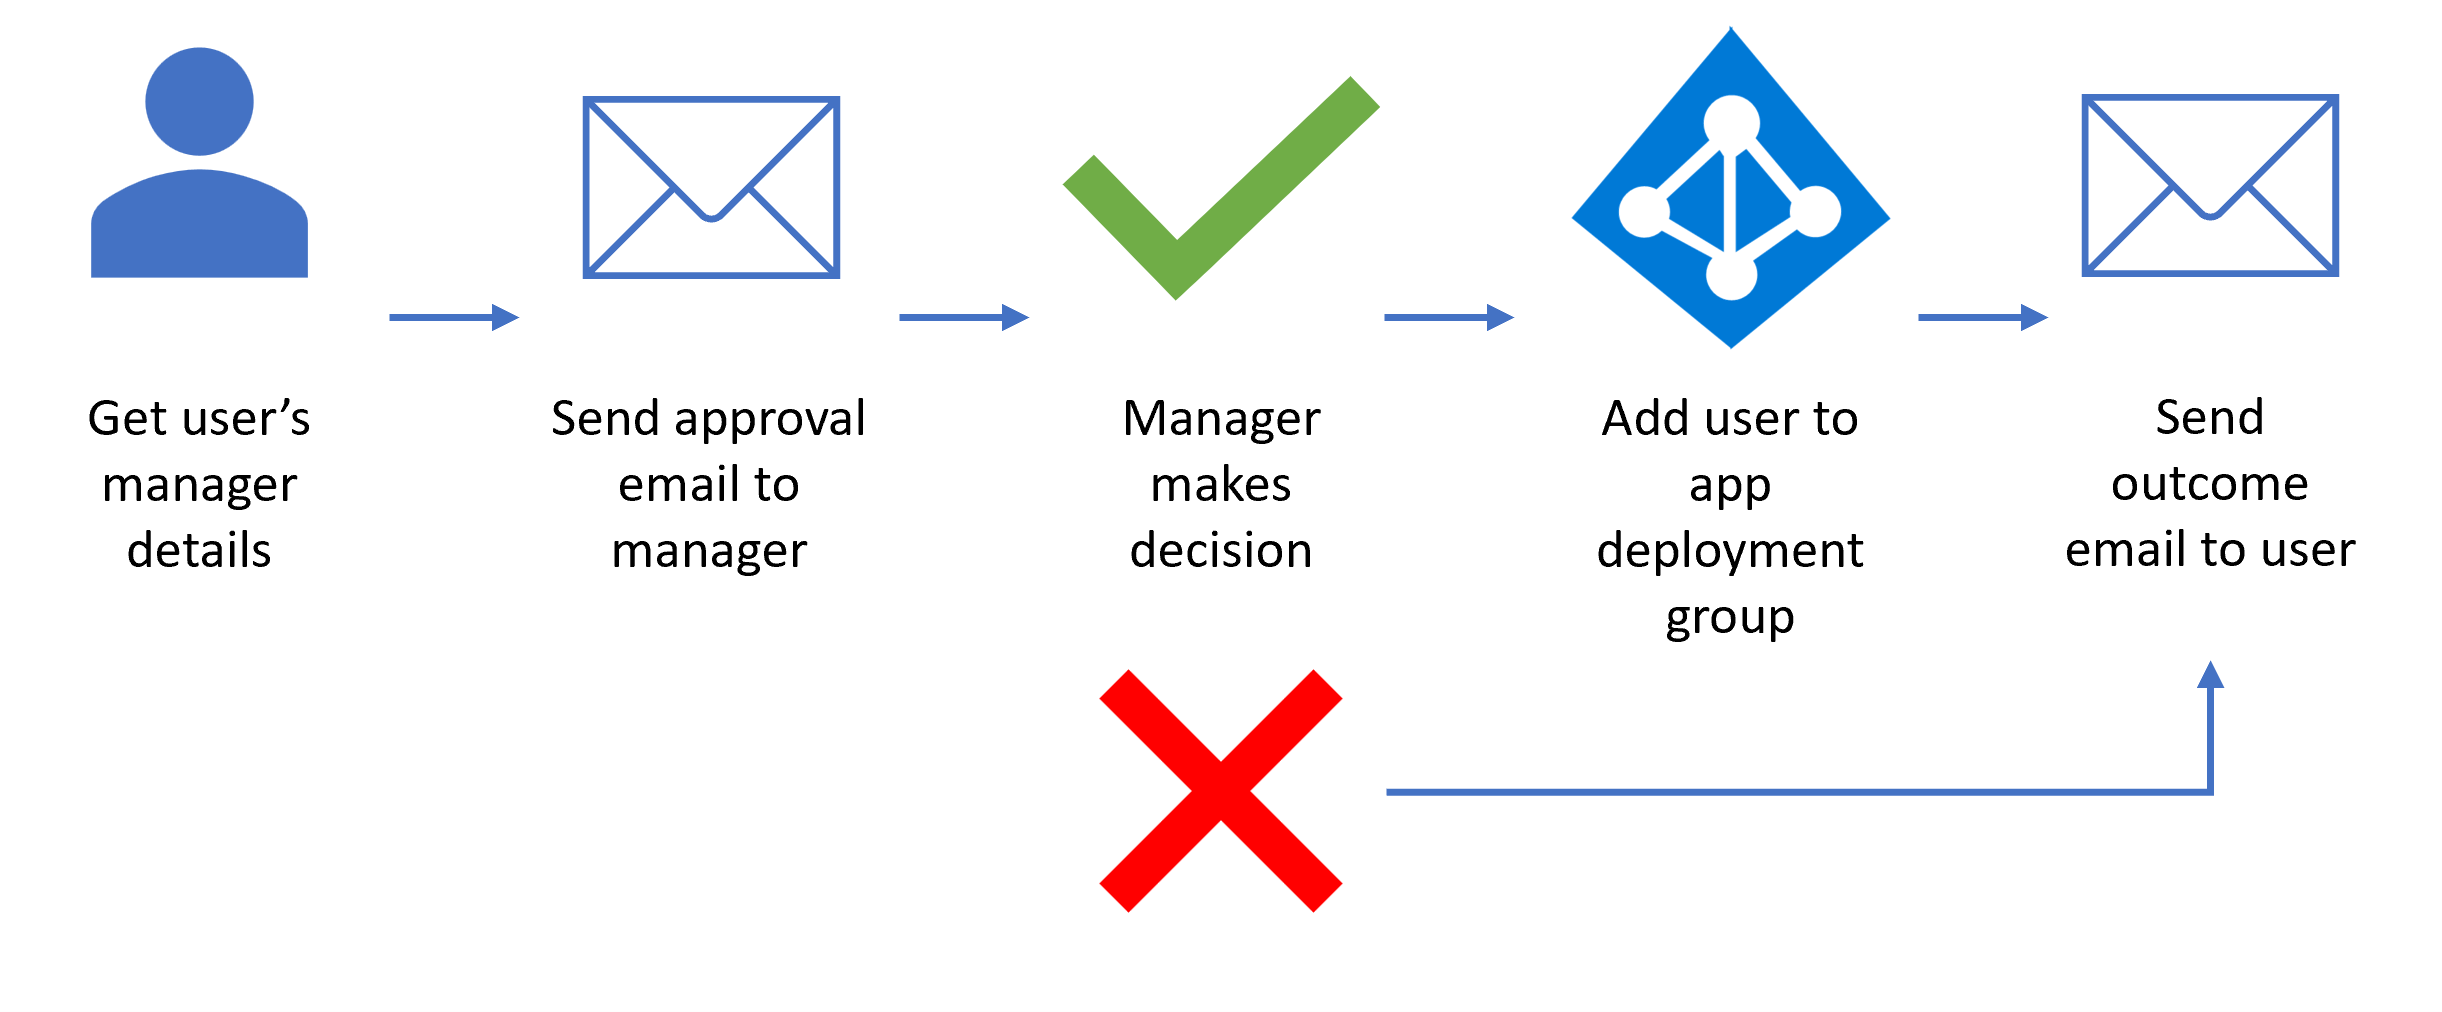 Get user’s
manager
details
Send approval
email to
manager
Manager
makes
decision
Add user to
app
deployment
group
Send
outcome
email to user